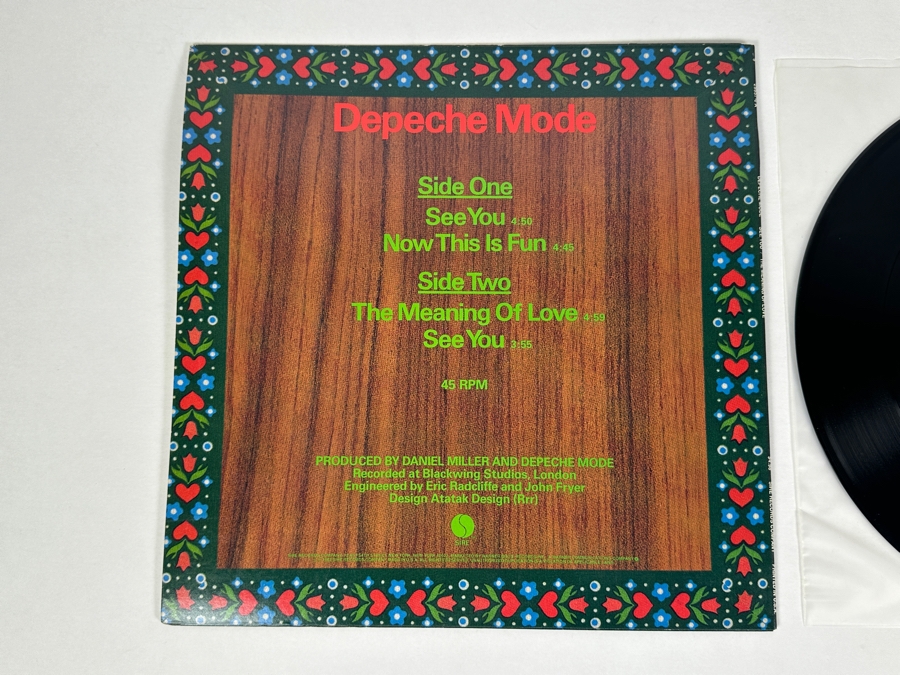 Depeche Mode
Side One
See You 4:50
Now This Is Fun 4:45
Side Two
The Meaning Of Love 4:59
See You 3:55
45 RPM
PRODUCED BY DANIEL MILLER AND DEPECHE MODE
Recorded at Blackwing Studios, London
Engineered by Eric Radcliffe and John Fryer
Design Atatak Design (Rrr)
SIRE